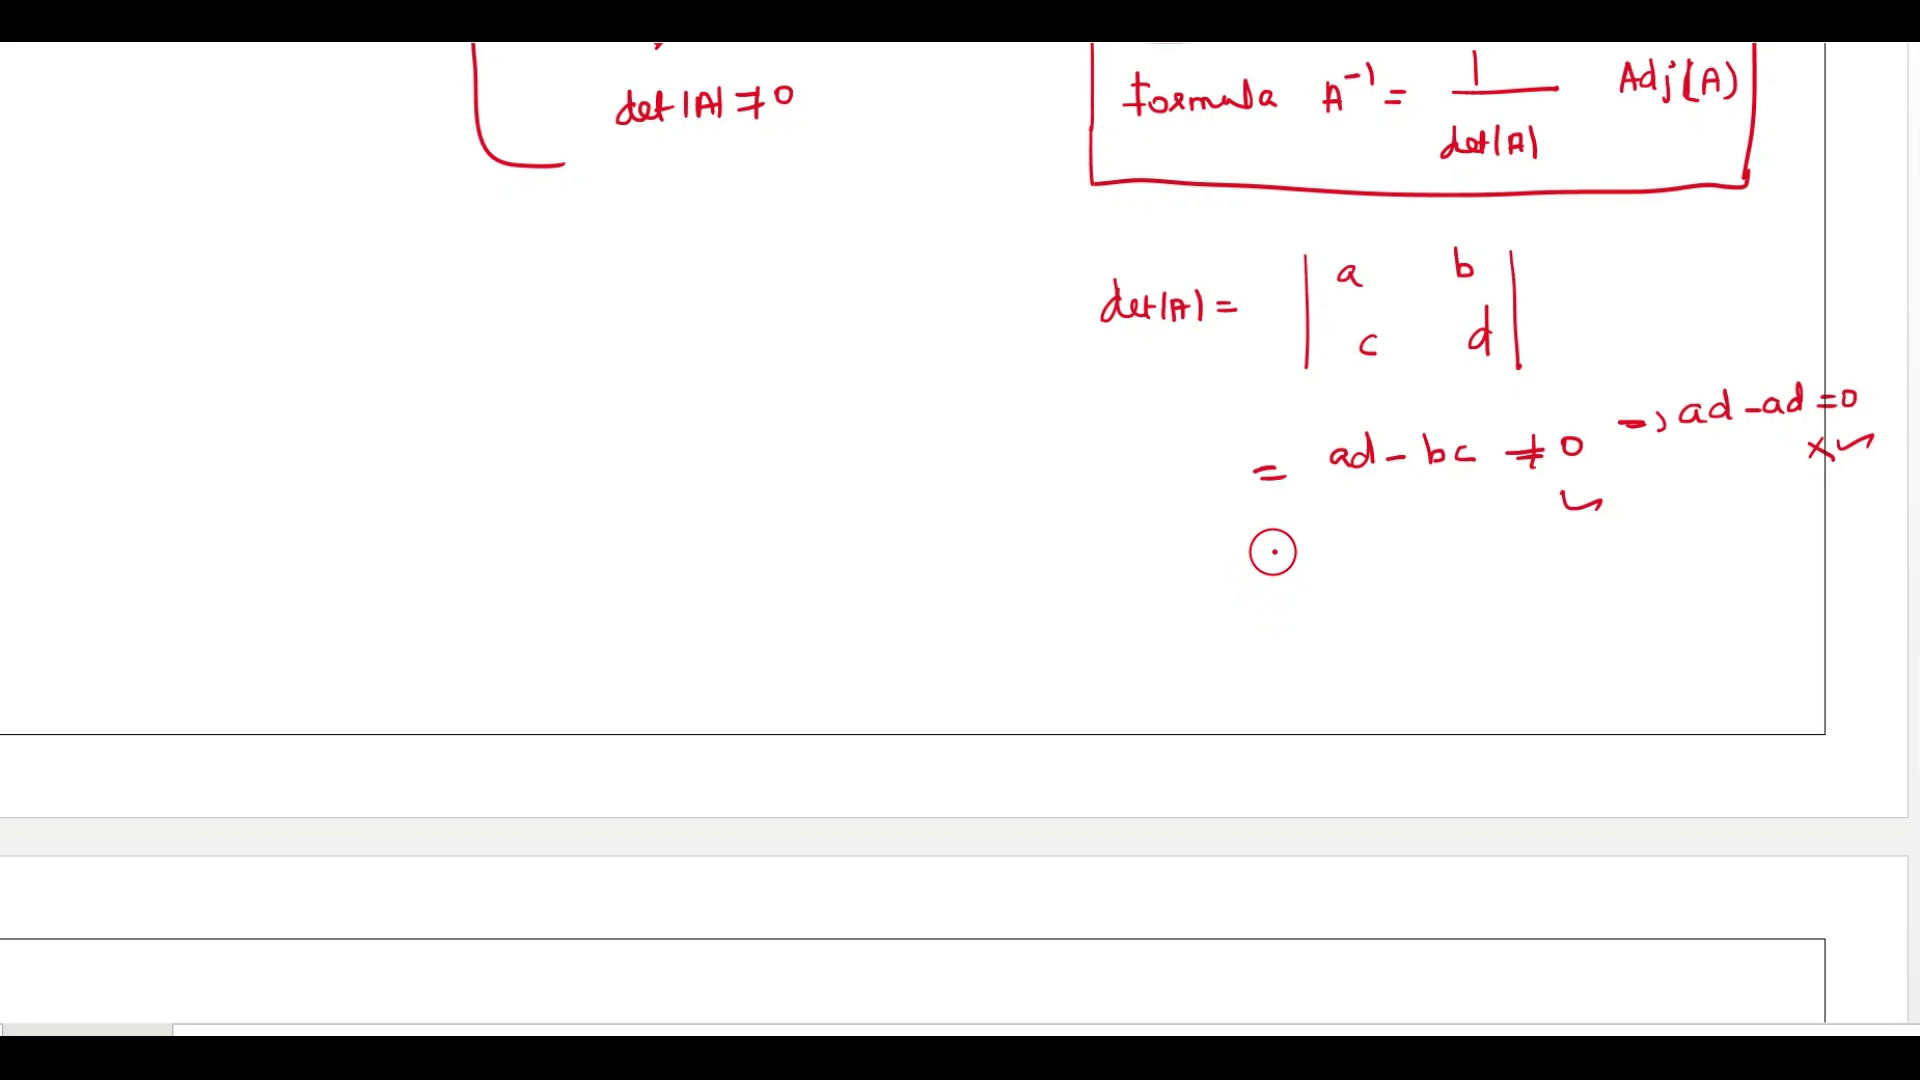 det |A| ≠ 0
formula A⁻¹ = 1 / det|A| Adj(A)
det|A| = | a b |
| c d |
= ad - bc ≠ 0 → ad - ad = 0